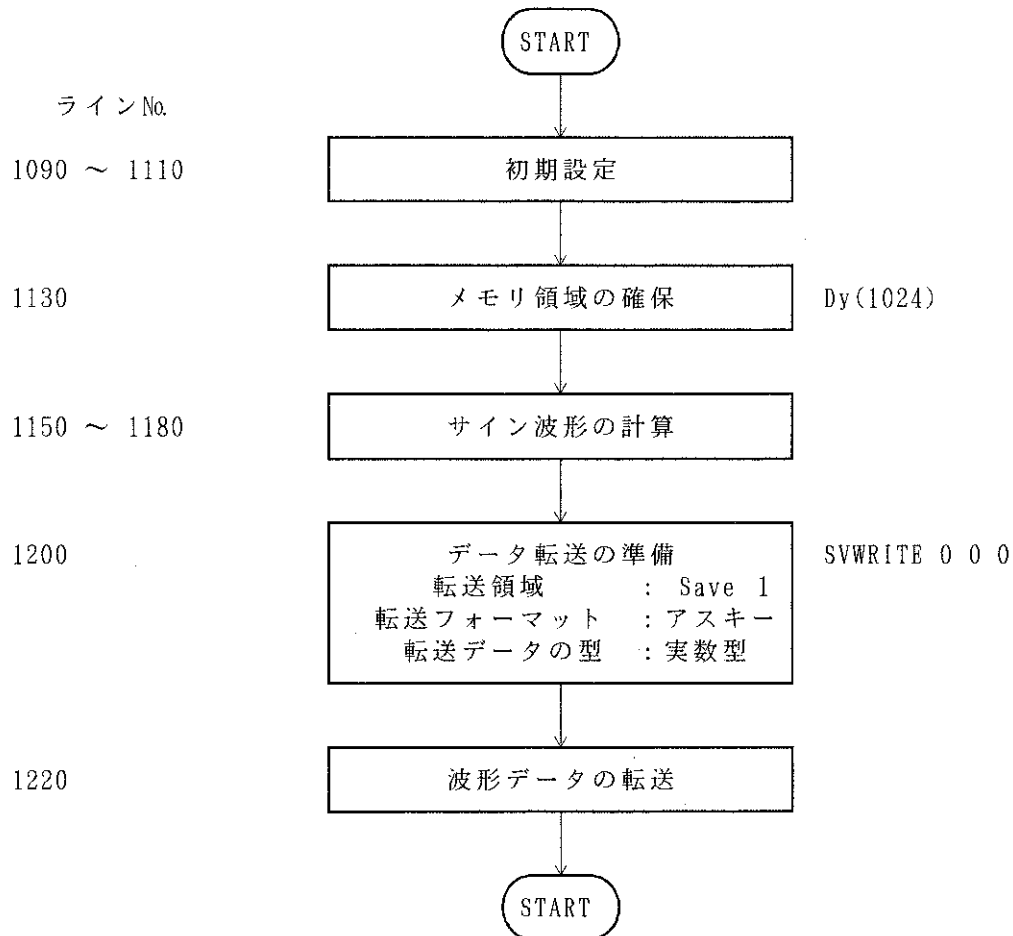 START
ラインNo.
1090 ～ 1110 初期設定
1130 メモリ領域の確保 Dy(1024)
1150 ～ 1180 サイン波形の計算
1200 データ転送の準備 SVWRITE 0 0 0
転送領域 : Save 1
転送フォーマット : アスキー
転送データの型 : 実数型
1220 波形データの転送
START